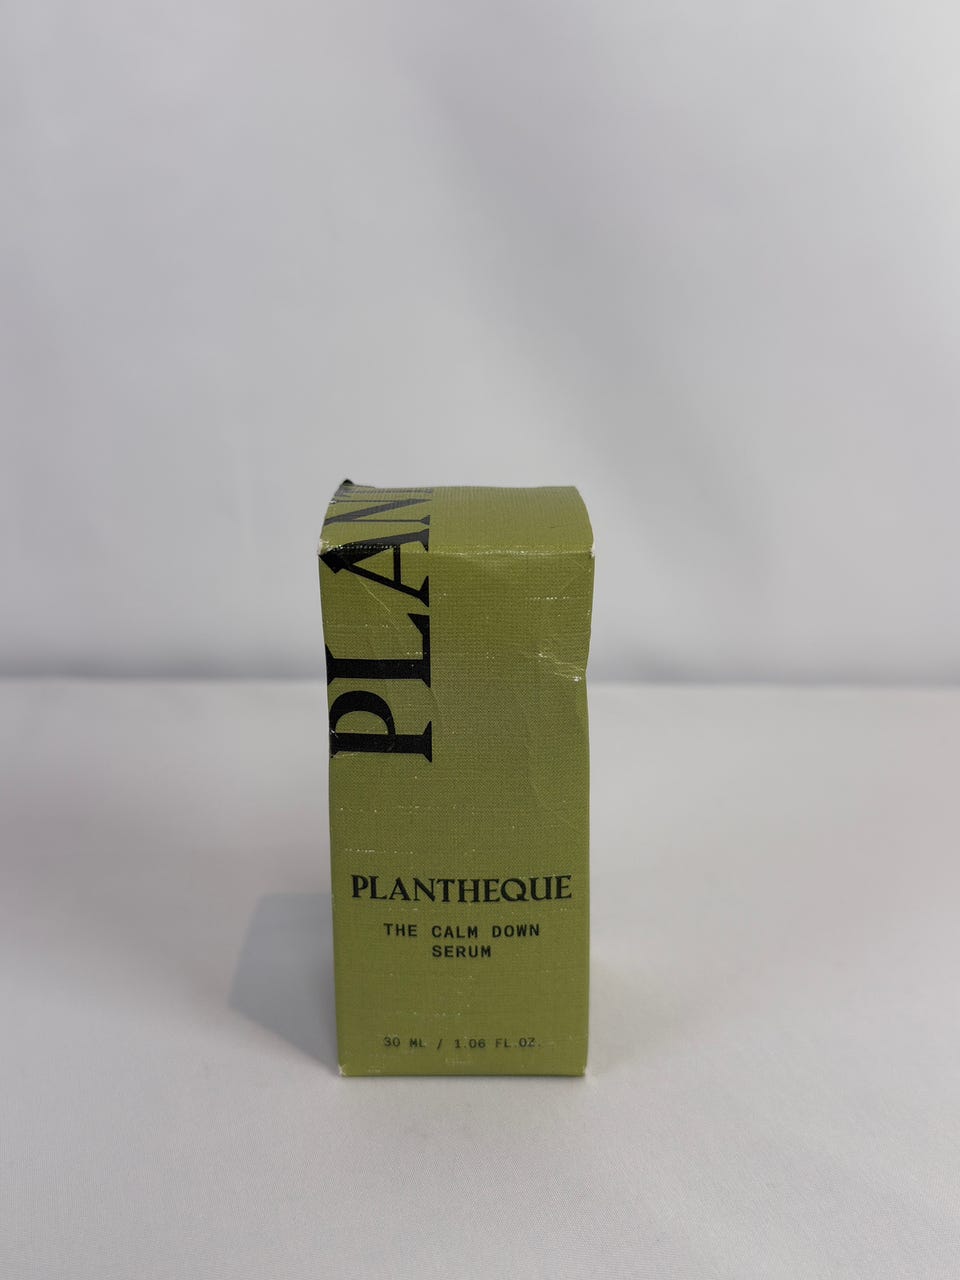 PLAN
PLANTHEQUE
THE CALM DOWN
SERUM
30 ML / 1.06 FL.OZ.